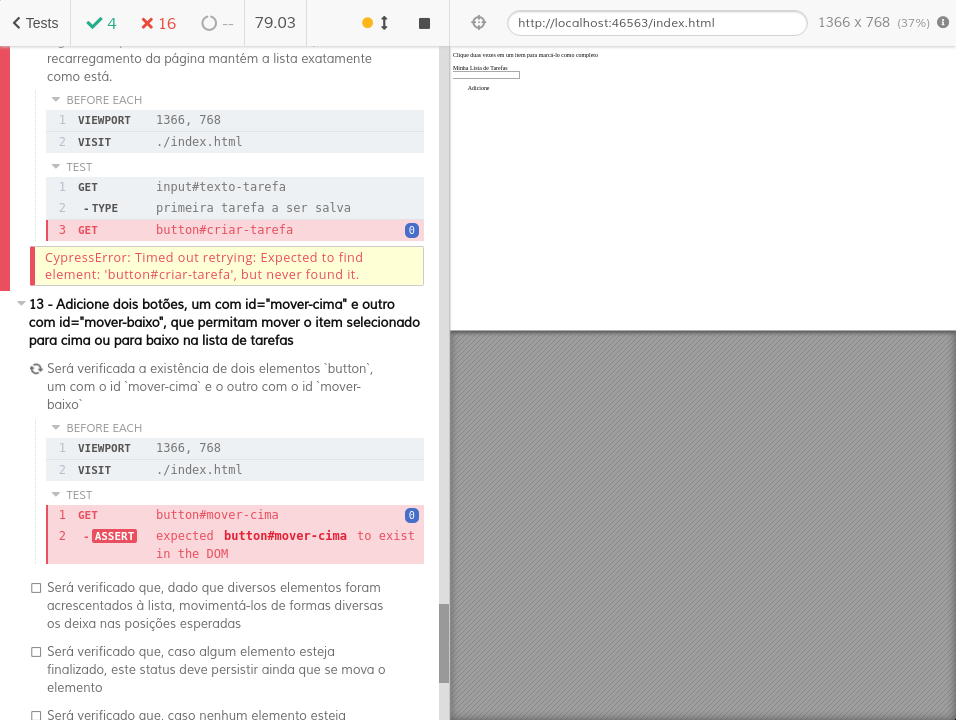 Tests
4
16
--
79.03
http://localhost:46563/index.html
1366 x 768 (37%)
recarregamento da página mantém a lista exatamente
como está.
BEFORE EACH
1 VIEWPORT 1366, 768
2 VISIT ./index.html
TEST
1 GET input#texto-tarefa
2 -TYPE primeira tarefa a ser salva
3 GET button#criar-tarefa 0
CypressError: Timed out retrying: Expected to find
element: 'button#criar-tarefa', but never found it.
13 - Adicione dois botões, um com id="mover-cima" e outro
com id="mover-baixo", que permitam mover o item selecionado
para cima ou para baixo na lista de tarefas
Será verificada a existência de dois elementos `button`,
um com o id `mover-cima` e o outro com o id `mover-
baixo`
BEFORE EACH
1 VIEWPORT 1366, 768
2 VISIT ./index.html
TEST
1 GET button#mover-cima 0
2 -ASSERT expected button#mover-cima to exist
in the DOM
Será verificado que, dado que diversos elementos foram
acrescentados à lista, movimentá-los de formas diversas
os deixa nas posições esperadas
Será verificado que, caso algum elemento esteja
finalizado, este status deve persistir ainda que se mova o
elemento
Será verificado que, caso nenhum elemento esteja
Clique duas vezes em um item para marcá-lo como completo
Minha Lista de Tarefas
Adicione